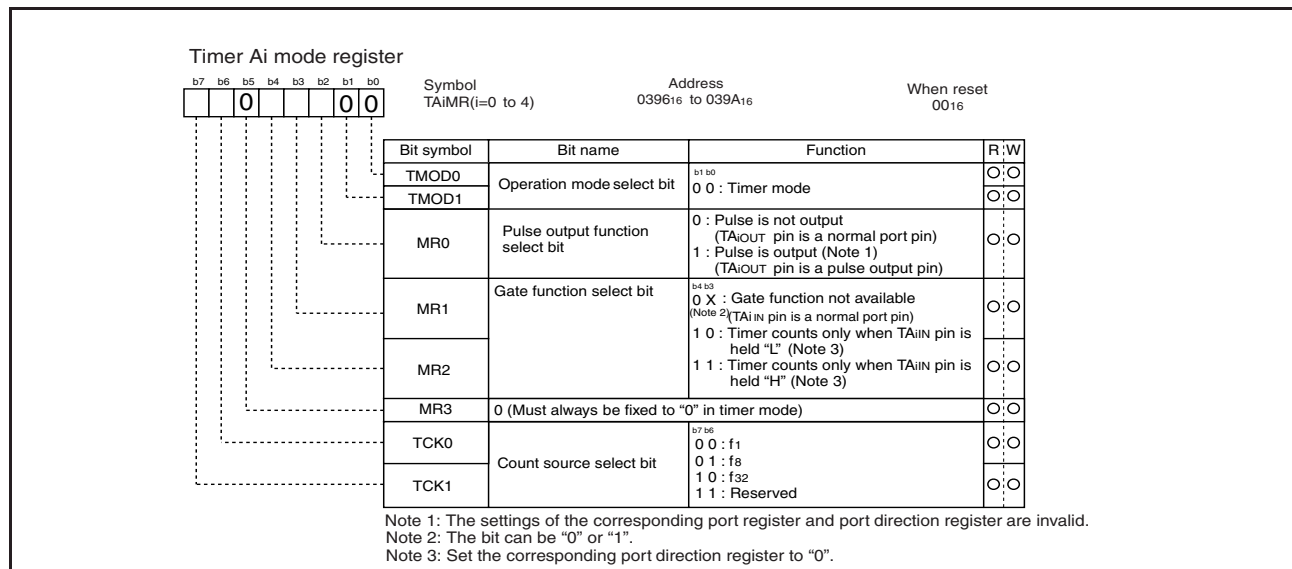 Timer Ai mode register
b7 b6 b5 b4 b3 b2 b1 b0
0 0 0
Symbol Address When reset
TAiMR(i=0 to 4) 039616 to 039A16 0016
Bit symbol Bit name Function R W
TMOD0
TMOD1
Operation mode select bit
b1 b0
0 0 : Timer mode
MR0
Pulse output function
select bit
0 : Pulse is not output
(TAiOUT pin is a normal port pin)
1 : Pulse is output (Note 1)
(TAiOUT pin is a pulse output pin)
MR1
MR2
Gate function select bit
b4 b3
0 X : Gate function not available
(Note 2)(TAiIN pin is a normal port pin)
1 0 : Timer counts only when TAiIN pin is
held “L” (Note 3)
1 1 : Timer counts only when TAiIN pin is
held “H” (Note 3)
MR3 0 (Must always be fixed to “0” in timer mode)
TCK0
TCK1
Count source select bit
b7 b6
0 0 : f1
0 1 : f8
1 0 : f32
1 1 : Reserved
Note 1: The settings of the corresponding port register and port direction register are invalid.
Note 2: The bit can be “0” or “1”.
Note 3: Set the corresponding port direction register to “0”.